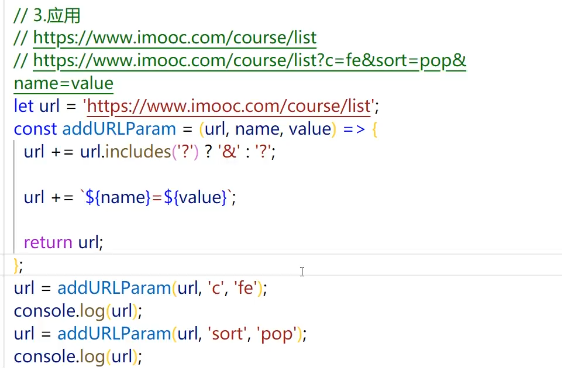 // 3.应用
// https://www.imooc.com/course/list
// https://www.imooc.com/course/list?c=fe&sort=pop&
name=value
let url = 'https://www.imooc.com/course/list';
const addURLParam = (url, name, value) => {
url += url.includes('?') ? '&' : '?';
url += `${name}=${value}`;
return url;
};
url = addURLParam(url, 'c', 'fe');
console.log(url);
url = addURLParam(url, 'sort', 'pop');
console.log(url);